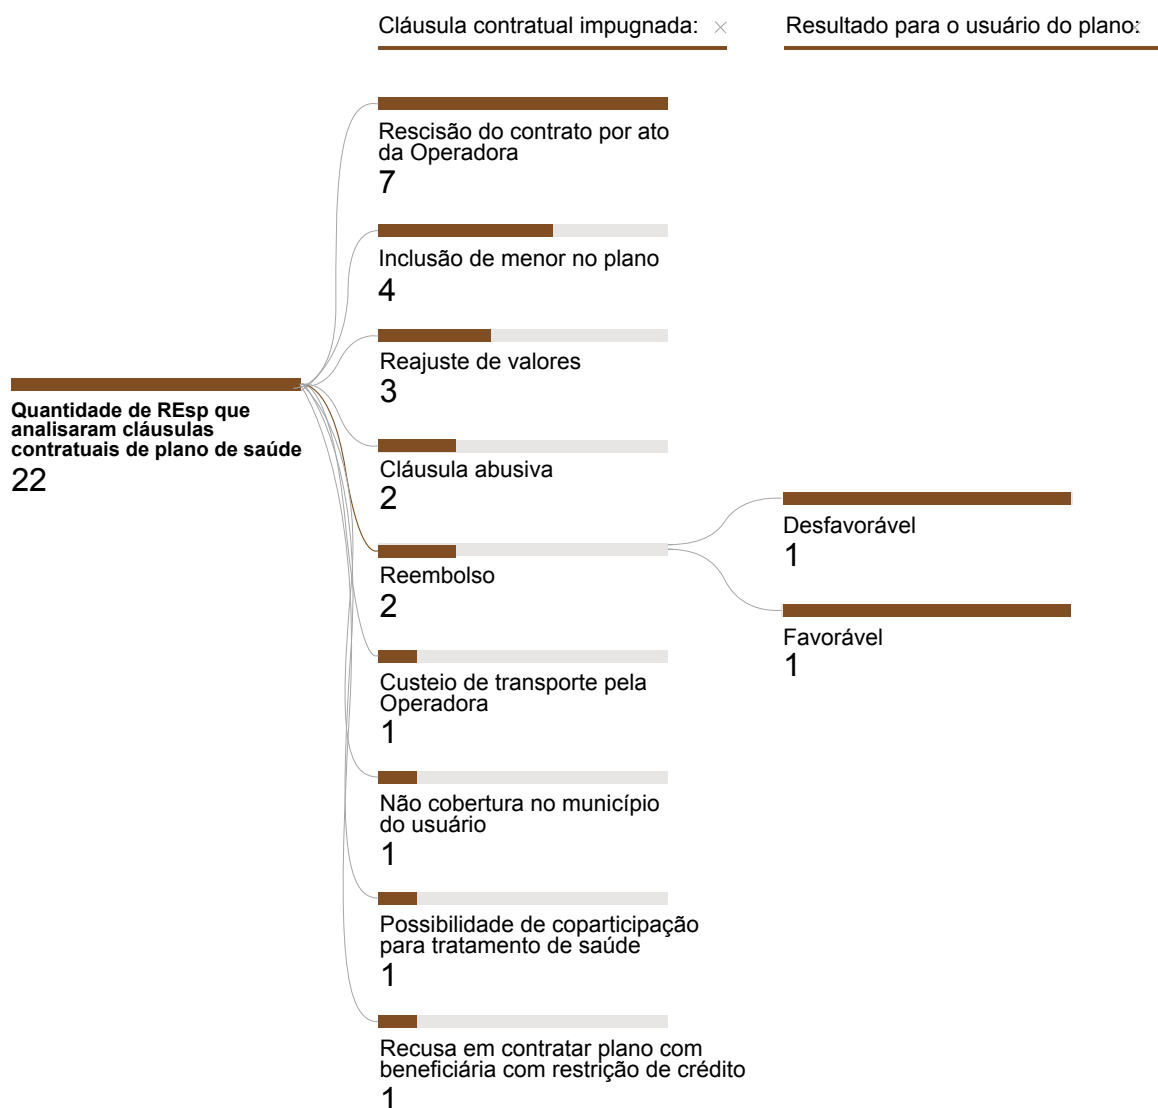 Cláusula contratual impugnada:
Resultado para o usuário do plano:
Rescisão do contrato por ato
da Operadora
7
Inclusão de menor no plano
4
Reajuste de valores
3
Quantidade de REsp que
analisaram cláusulas
contratuais de plano de saúde
22
Cláusula abusiva
2
Reembolso
2
Desfavorável
1
Favorável
1
Custeio de transporte pela
Operadora
1
Não cobertura no município
do usuário
1
Possibilidade de coparticipação
para tratamento de saúde
1
Recusa em contratar plano com
beneficiária com restrição de crédito
1